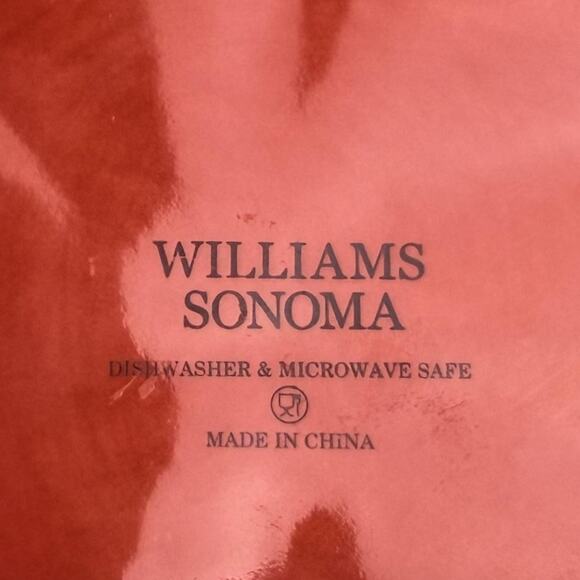 WILLIAMS
SONOMA
DISHWASHER & MICROWAVE SAFE
MADE IN CHINA